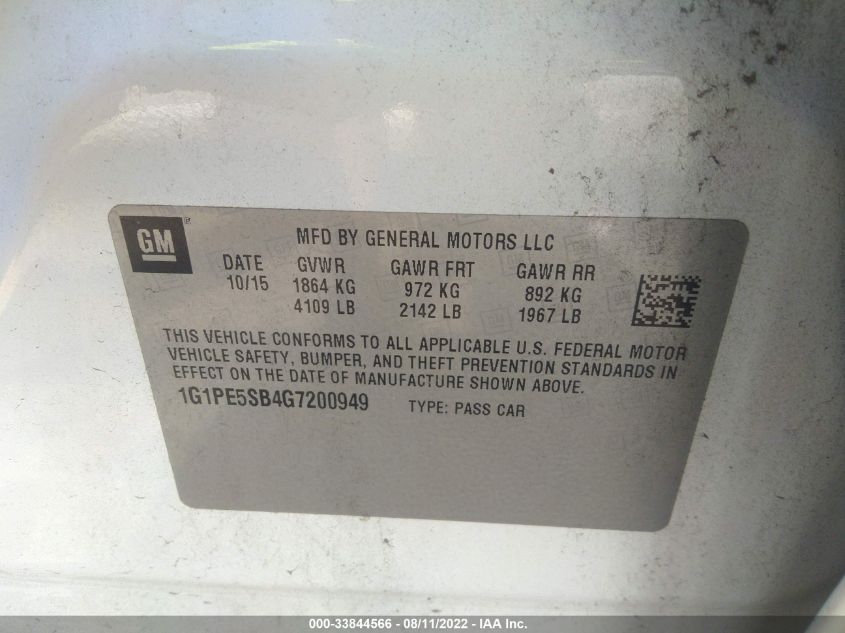 GM
MFD BY GENERAL MOTORS LLC
DATE GVWR GAWR FRT GAWR RR
10/15 1864 KG 972 KG 892 KG
4109 LB 2142 LB 1967 LB
THIS VEHICLE CONFORMS TO ALL APPLICABLE U.S. FEDERAL MOTOR
VEHICLE SAFETY, BUMPER, AND THEFT PREVENTION STANDARDS IN
EFFECT ON THE DATE OF MANUFACTURE SHOWN ABOVE.
1G1PE5SB4G7200949 TYPE: PASS CAR
000-33844566 - 08/11/2022 - IAA Inc.